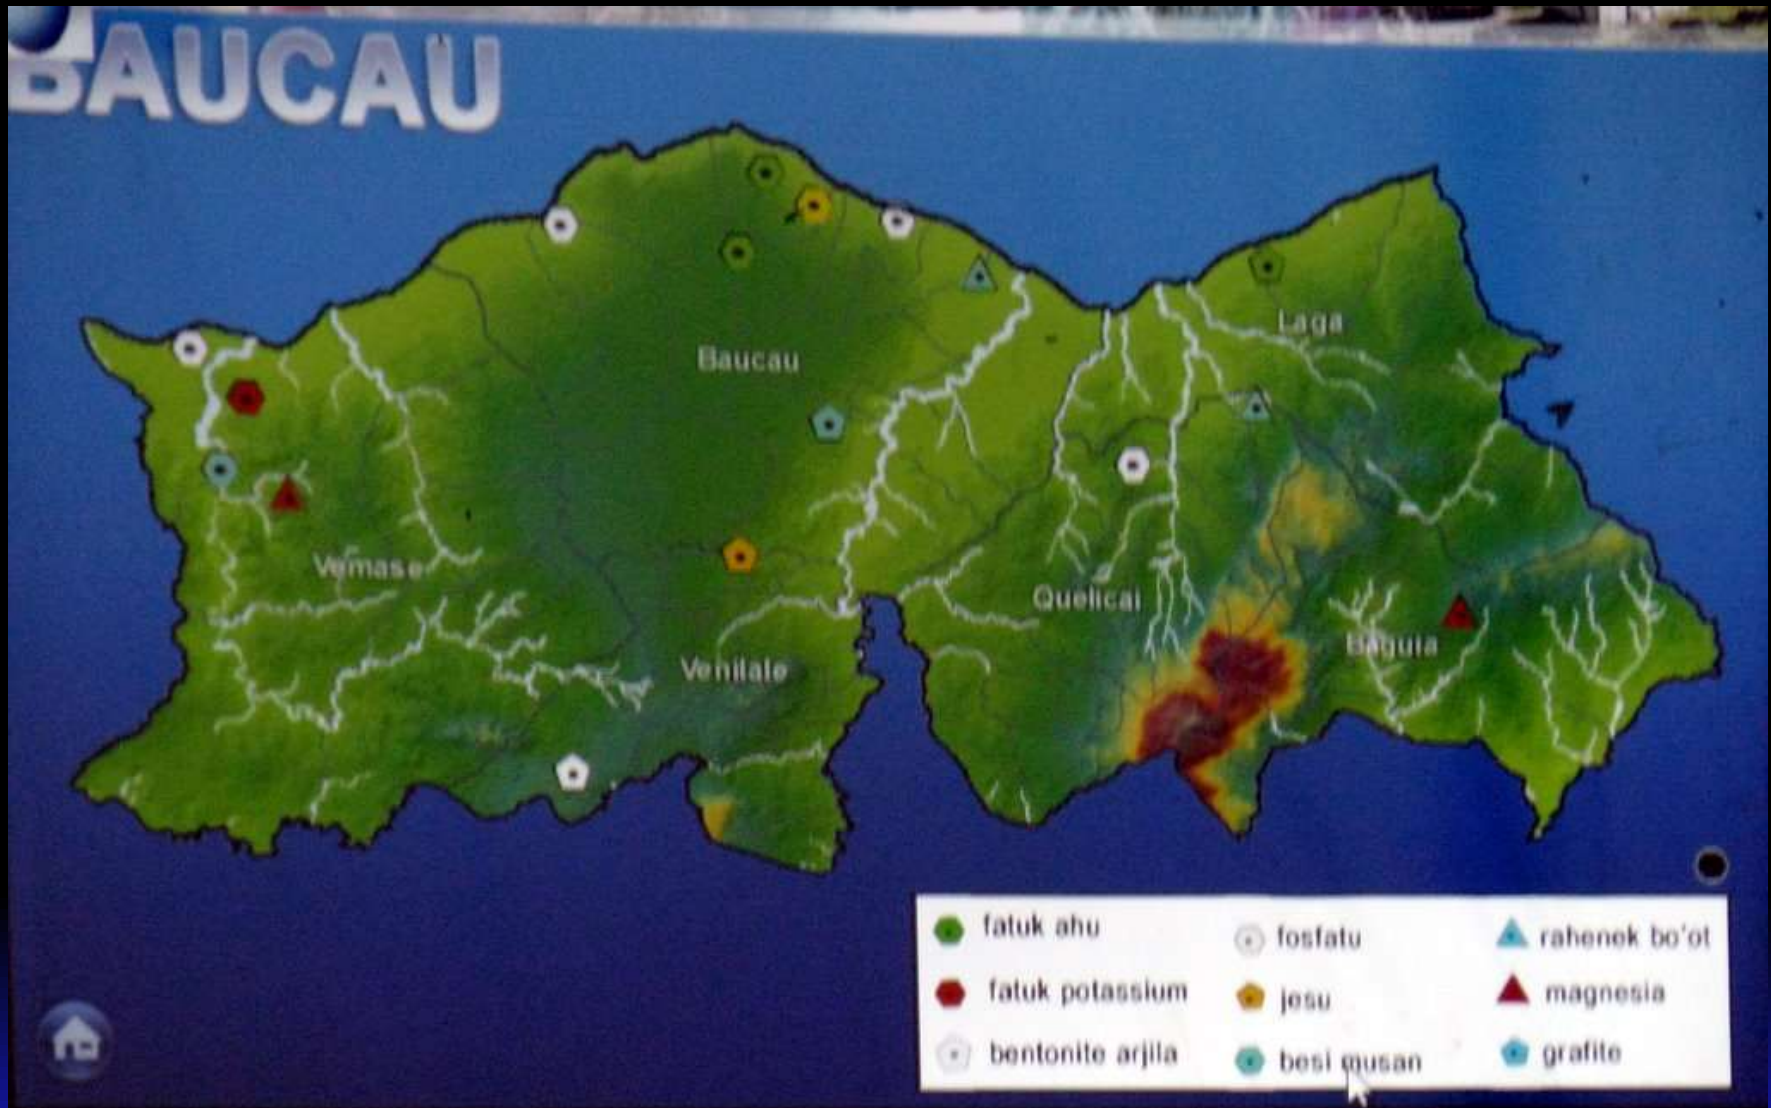 BAUCAU
Laga
Baucau
Vemase
Quelicai
Baguia
Venilale
fatuk ahu
fosfatu
rahenek bo'ot
fatuk potassium
jesu
magnesia
bentonite arjila
besi musan
grafite